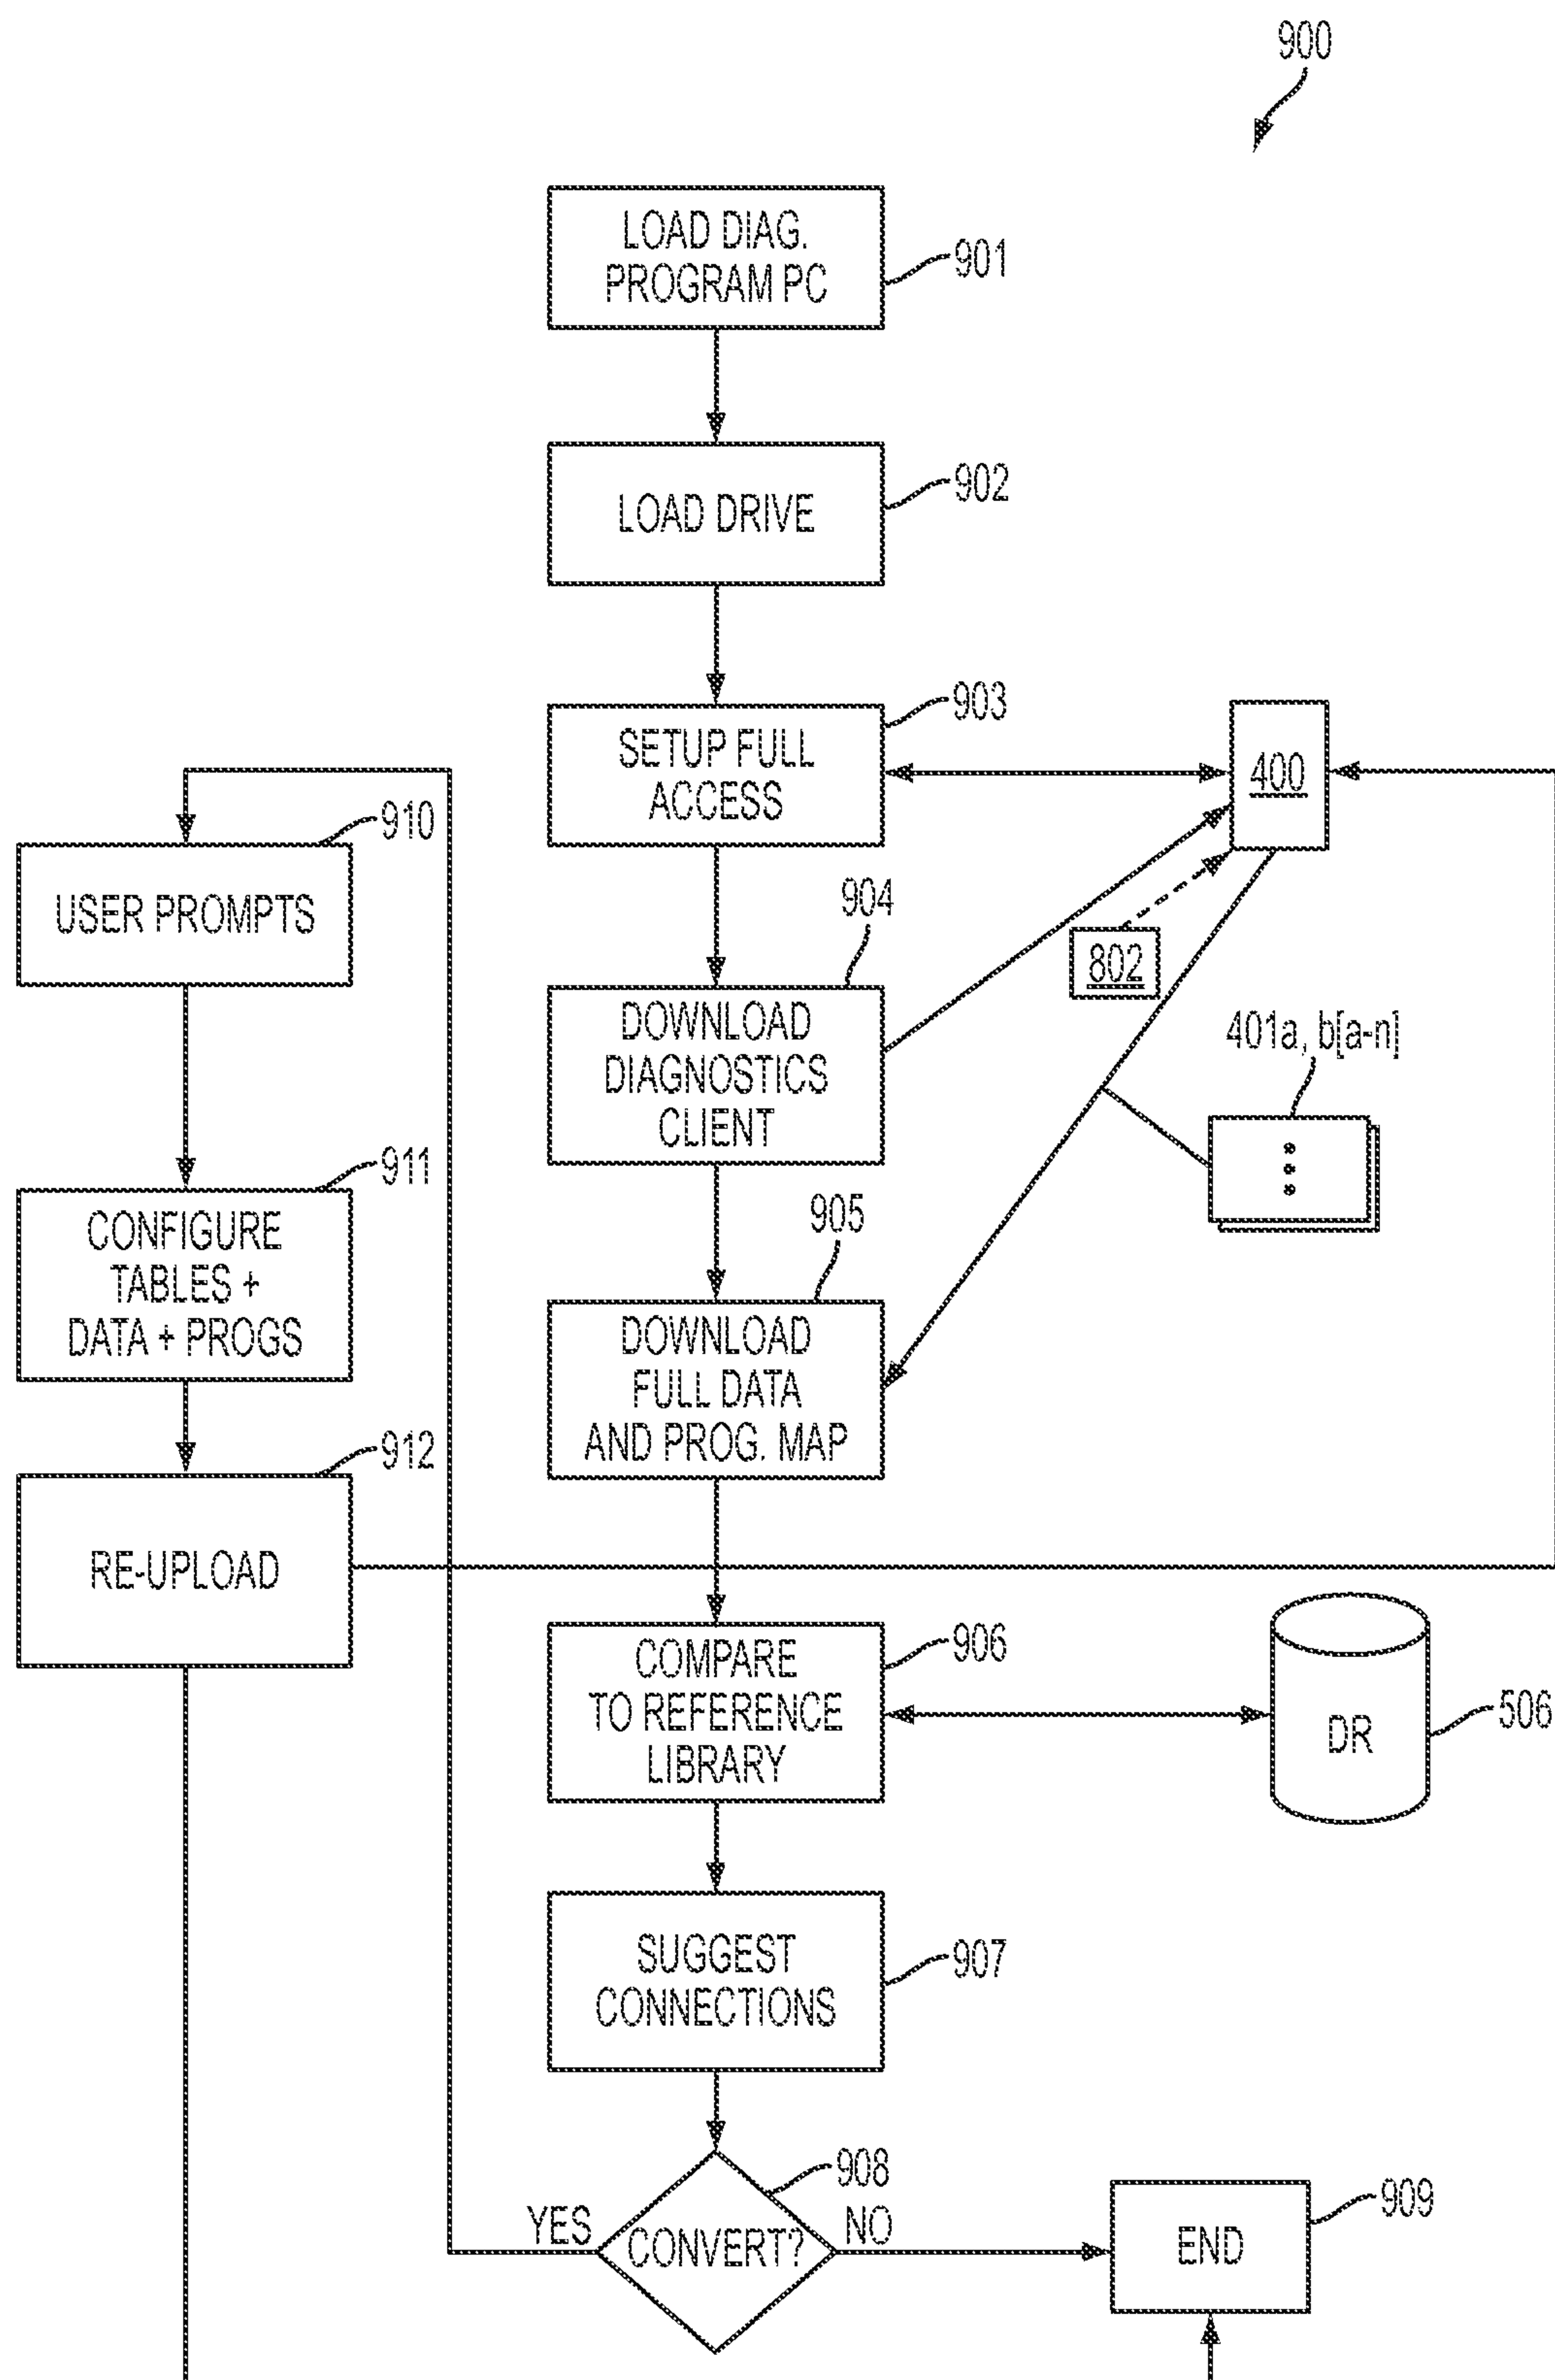 900
LOAD DIAG.
PROGRAM PC
901
LOAD DRIVE
902
903
SETUP FULL
ACCESS
400
910
USER PROMPTS
904
802
DOWNLOAD
DIAGNOSTICS
CLIENT
401a, b[a-n]
911
CONFIGURE
TABLES +
DATA + PROGS
905
DOWNLOAD
FULL DATA
AND PROG. MAP
912
RE-UPLOAD
906
COMPARE
TO REFERENCE
LIBRARY
DR
506
SUGGEST
CONNECTIONS
907
908
YES
CONVERT?
NO
909
END